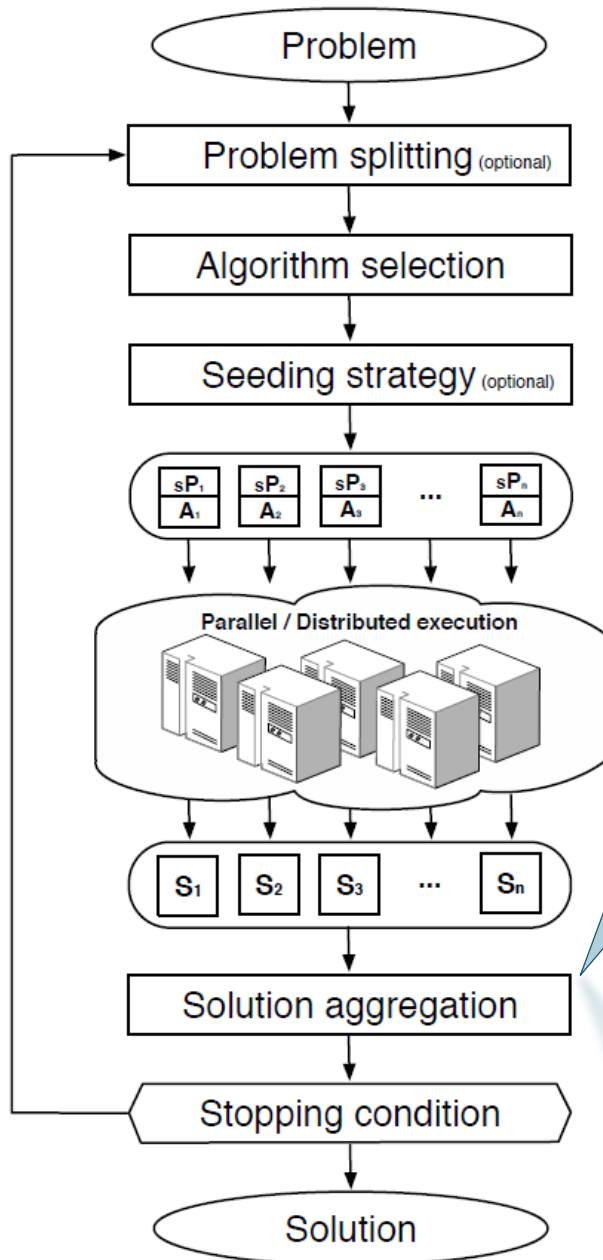 Problem
Problem splitting (optional)
Algorithm selection
Seeding strategy (optional)
sP₁ sP₂ sP₃ ... sPₙ
A₁ A₂ A₃ Aₙ
Parallel / Distributed execution
S₁ S₂ S₃ ... Sₙ
Solution aggregation
Stopping condition
Solution